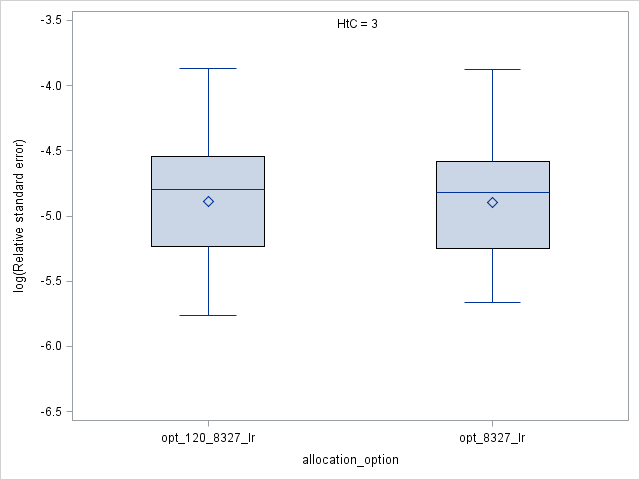 HtC = 3
-3.5
-4.0
-4.5
-5.0
-5.5
-6.0
-6.5
log(Relative standard error)
opt_120_8327_lr opt_8327_lr
allocation_option